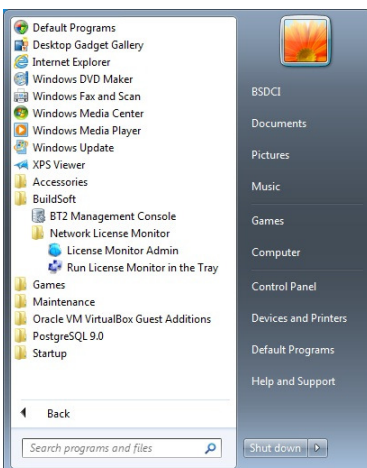 Default Programs
Desktop Gadget Gallery
Internet Explorer
Windows DVD Maker
Windows Fax and Scan
Windows Media Center
Windows Media Player
Windows Update
XPS Viewer
Accessories
BuildSoft
BT2 Management Console
Network License Monitor
License Monitor Admin
Run License Monitor in the Tray
Games
Maintenance
Oracle VM VirtualBox Guest Additions
PostgreSQL 9.0
Startup
Back
Search programs and files
BSDCI
Documents
Pictures
Music
Games
Computer
Control Panel
Devices and Printers
Default Programs
Help and Support
Shut down